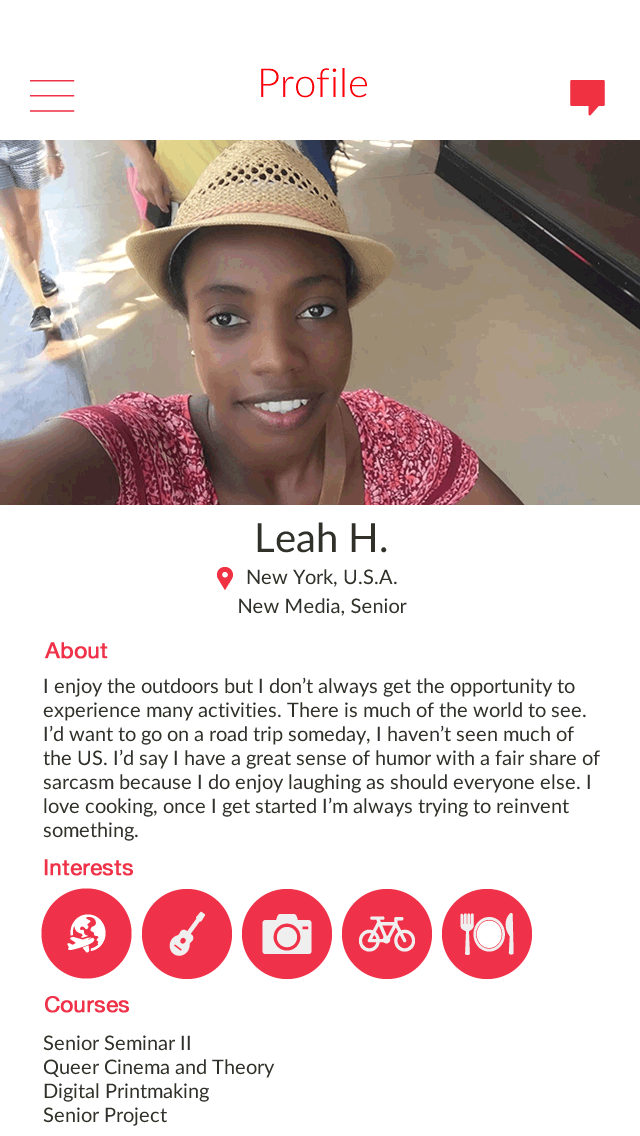 Profile
Leah H.
New York, U.S.A.
New Media, Senior
About
I enjoy the outdoors but I don’t always get the opportunity to
experience many activities. There is much of the world to see.
I’d want to go on a road trip someday, I haven’t seen much of
the US. I’d say I have a great sense of humor with a fair share of
sarcasm because I do enjoy laughing as should everyone else. I
love cooking, once I get started I’m always trying to reinvent
something.
Interests
Courses
Senior Seminar II
Queer Cinema and Theory
Digital Printmaking
Senior Project